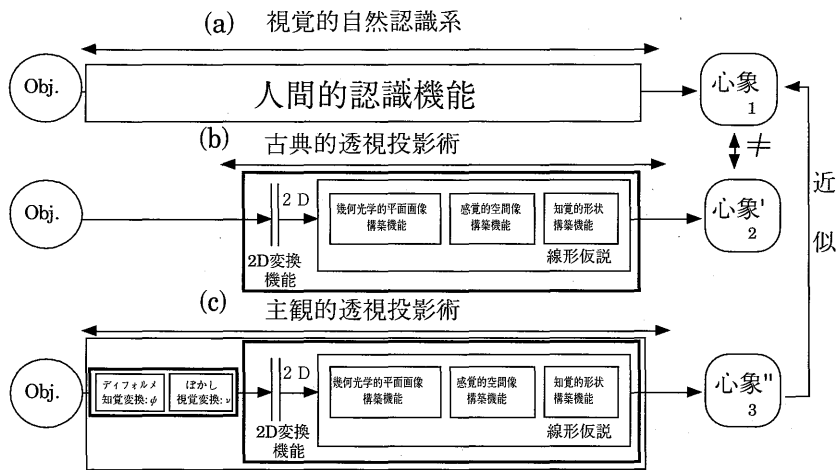 (a) 視覚的自然認識系
Obj.
人間的認識機能
心象
1
(b) 古典的透視投影術
≠
近
似
Obj.
2 D
幾何光学的平面画像
構築機能
感覚的空間像
構築機能
知覚的形状
構築機能
心象'
2
2D変換
機能
線形仮説
(c) 主観的透視投影術
Obj.
ディフォルメ
知覚変換:φ
ぼかし
視覚変換:ν
2 D
幾何光学的平面画像
構築機能
感覚的空間像
構築機能
知覚的形状
構築機能
心象"
3
2D変換
機能
線形仮説